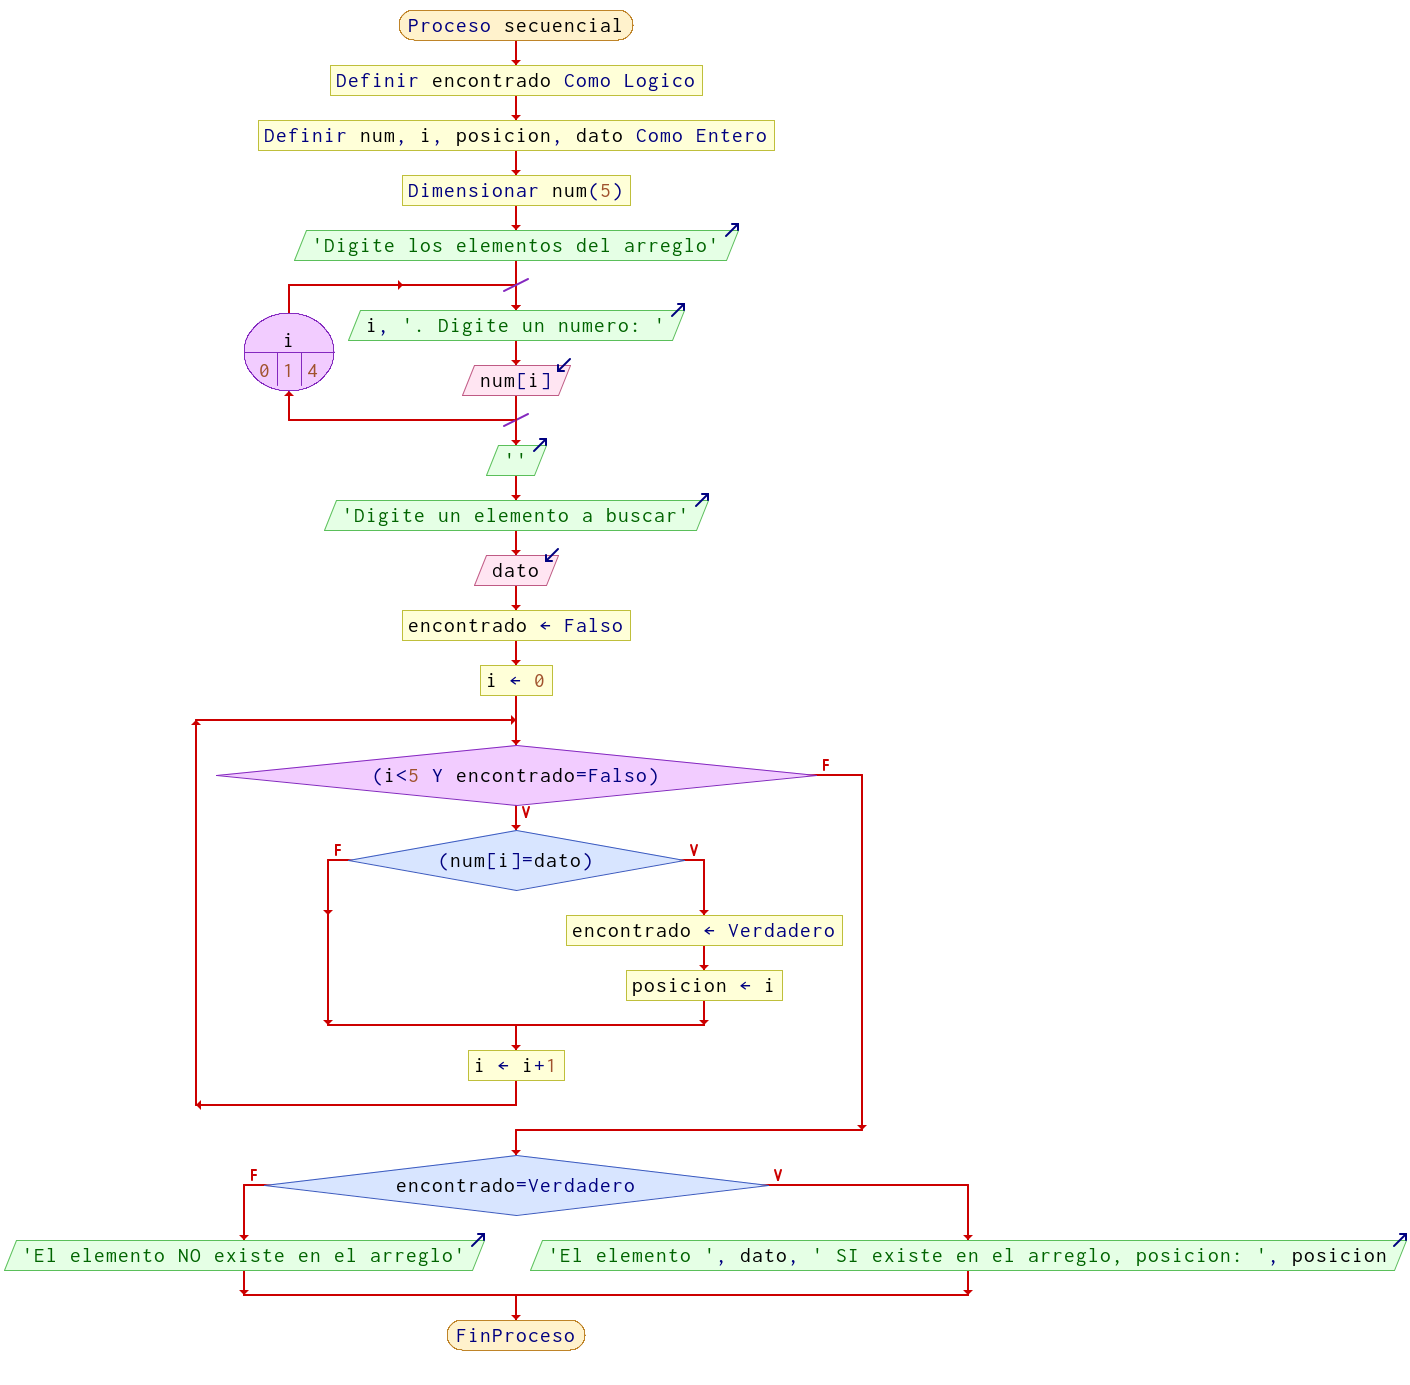 Proceso secuencial
Definir encontrado Como Logico
Definir num, i, posicion, dato Como Entero
Dimensionar num(5)
'Digite los elementos del arreglo'
i, '. Digite un numero: '
i
0 1 4
num[i]
''
'Digite un elemento a buscar'
dato
encontrado ← Falso
i ← 0
(i<5 Y encontrado=Falso)
F
V
(num[i]=dato)
F
V
encontrado ← Verdadero
posicion ← i
i ← i+1
encontrado=Verdadero
F
V
'El elemento NO existe en el arreglo'
'El elemento ', dato, ' SI existe en el arreglo, posicion: ', posicion
FinProceso